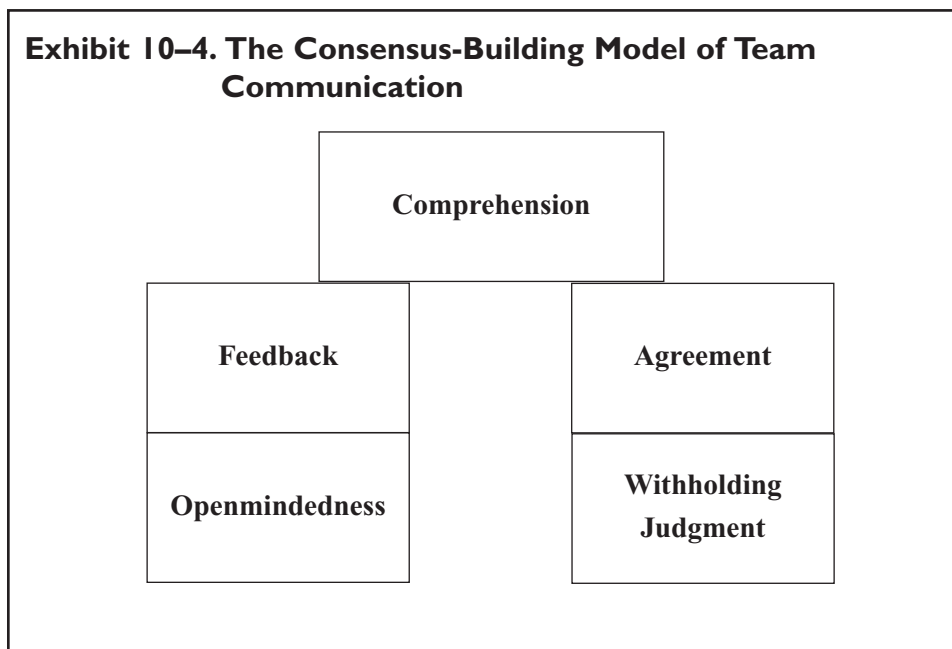 Exhibit 10–4. The Consensus-Building Model of Team
Communication
Comprehension
Feedback
Agreement
Openmindedness
Withholding
Judgment